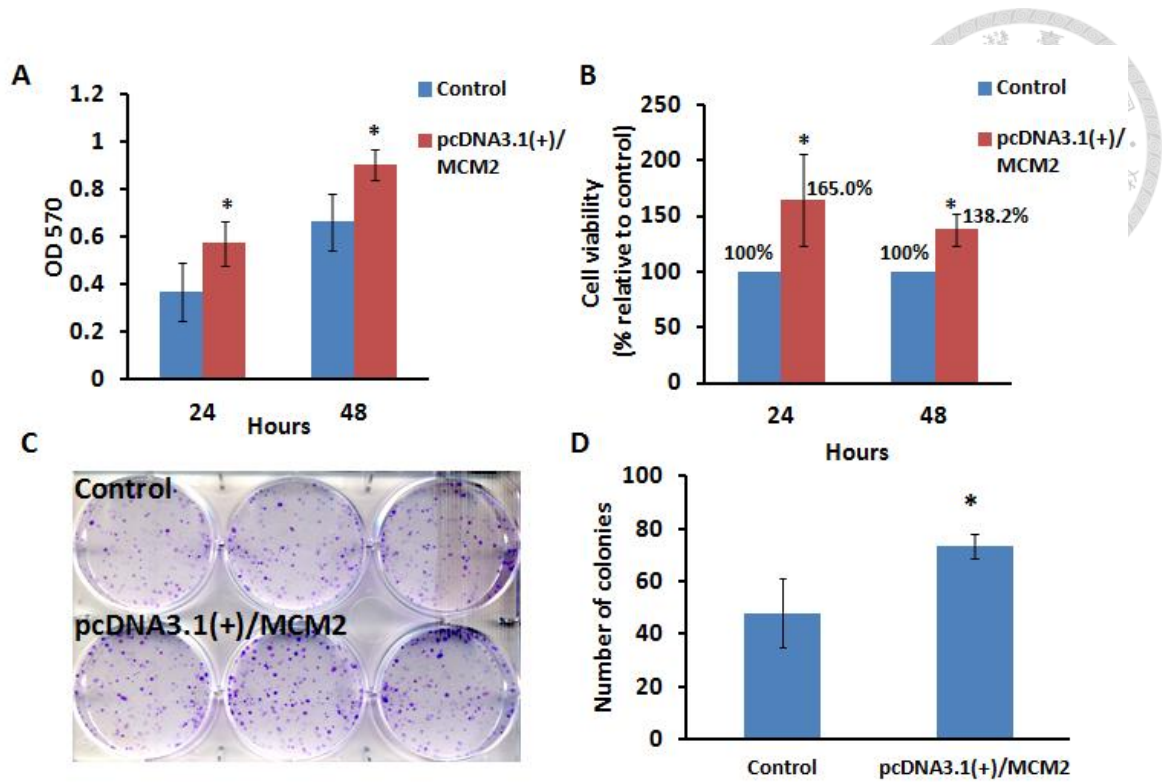 A
OD 570
1.2
1
0.8
0.6
0.4
0.2
0
Control
pcDNA3.1(+)/
MCM2
*
*
24
48
Hours
B
Cell viability
(% relative to control)
250
200
150
100
50
0
Control
pcDNA3.1(+)/
MCM2
*
165.0%
*
138.2%
100%
100%
24
48
Hours
C
Control
pcDNA3.1(+)/MCM2
D
Number of colonies
100
80
60
40
20
0
*
Control
pcDNA3.1(+)/MCM2